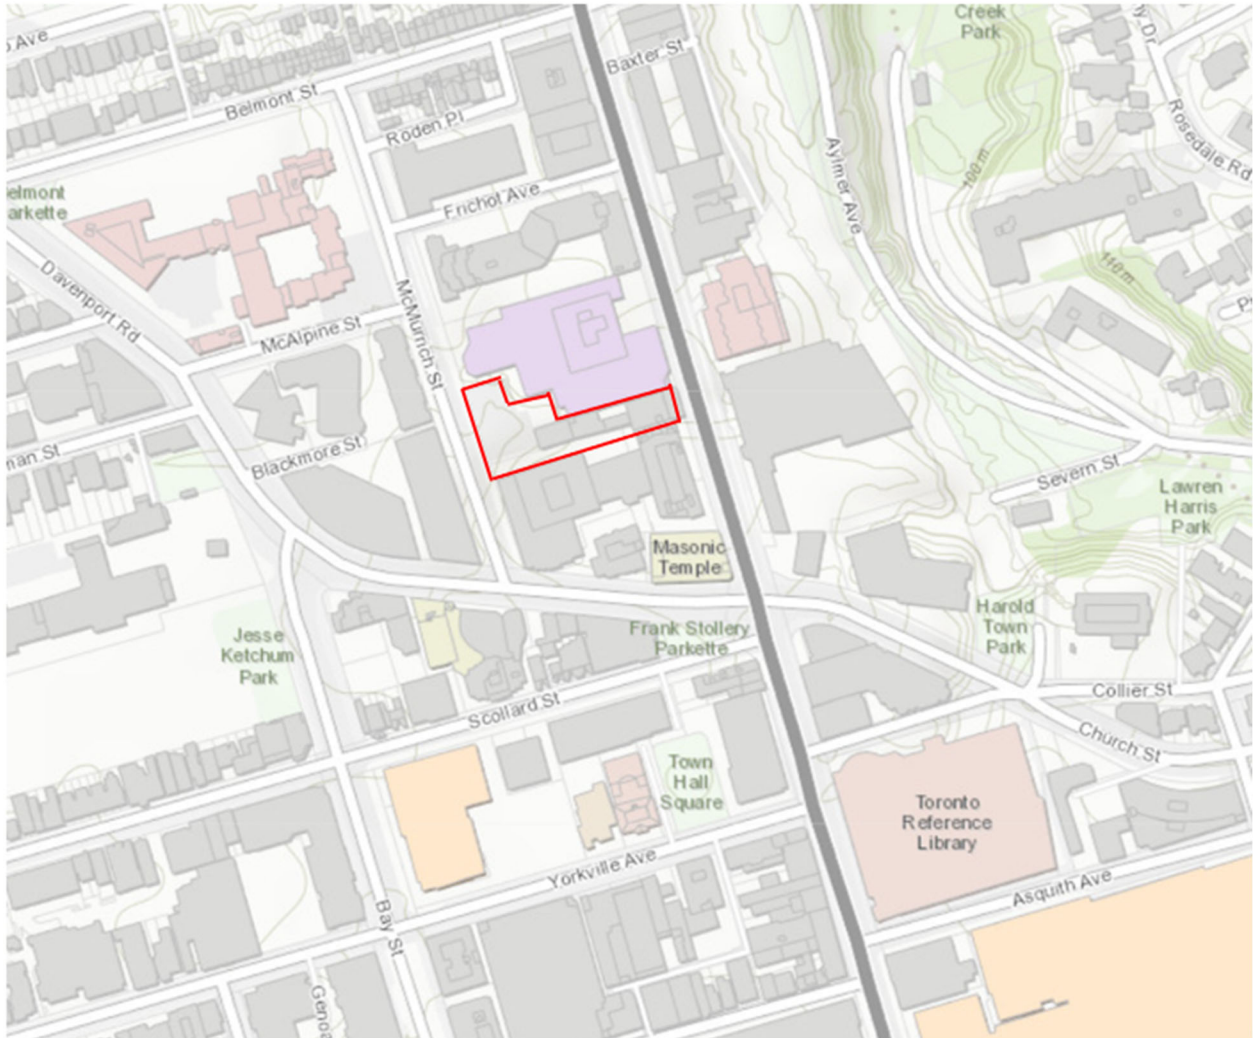 Creek
Park
Ave
Baxter St
Belmont St
Roden Pl
Rosedale Rd
Aylmer Ave
100 m
elmont
arkette
Frichot Ave
110 m
Davenport Rd
McMurrich St
McAlpine St
Blackmore St
man St
Severn St
Lawren
Harris
Park
Masonic
Temple
Harold
Town
Park
Jesse
Ketchum
Park
Frank Stollery
Parkette
Collier St
Scollard St
Church St
Town
Hall
Square
Toronto
Reference
Library
Yorkville Ave
Asquith Ave
Bay St
Genoa